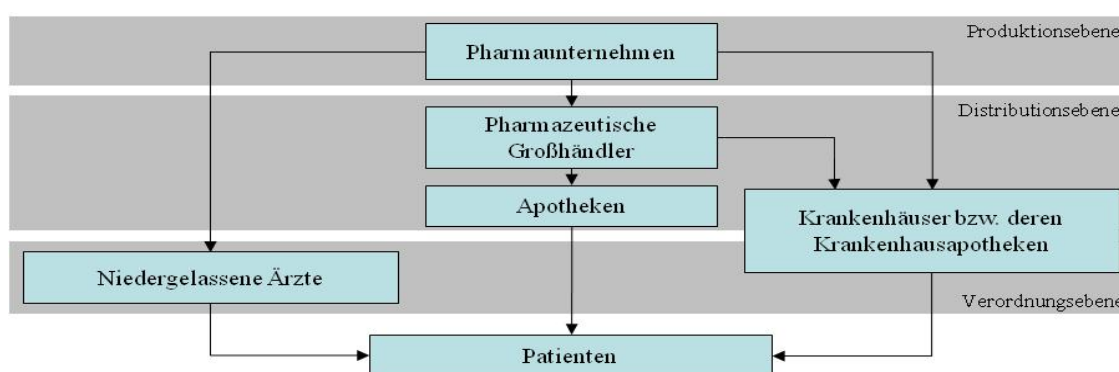 Produktionsebene
Pharmaunternehmen
Distributionsebene
Pharmazeutische
Großhändler
Apotheken
Krankenhäuser bzw. deren
Krankenhausapotheken
Niedergelassene Ärzte
Verordnungsebene
Patienten